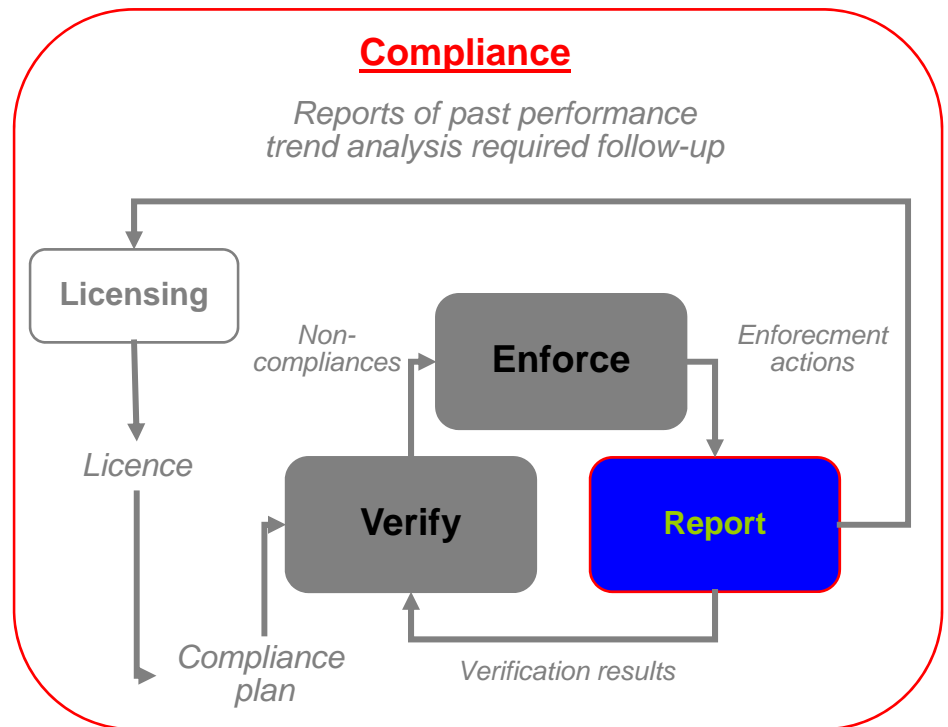 Compliance
Reports of past performance
trend analysis required follow-up
Licensing
Non-
compliances
Enforce
Enforecment
actions
Licence
Verify
Report
Compliance
plan
Verification results